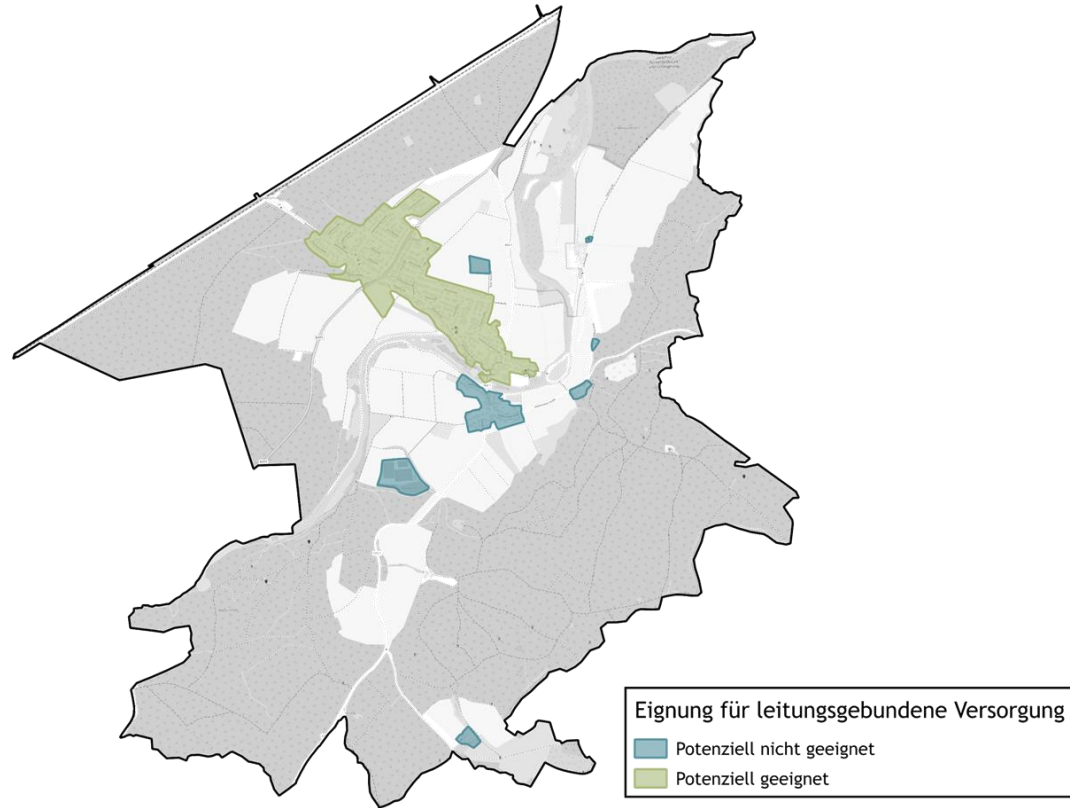 Eignung für leitungsgebundene Versorgung
Potenziell nicht geeignet
Potenziell geeignet